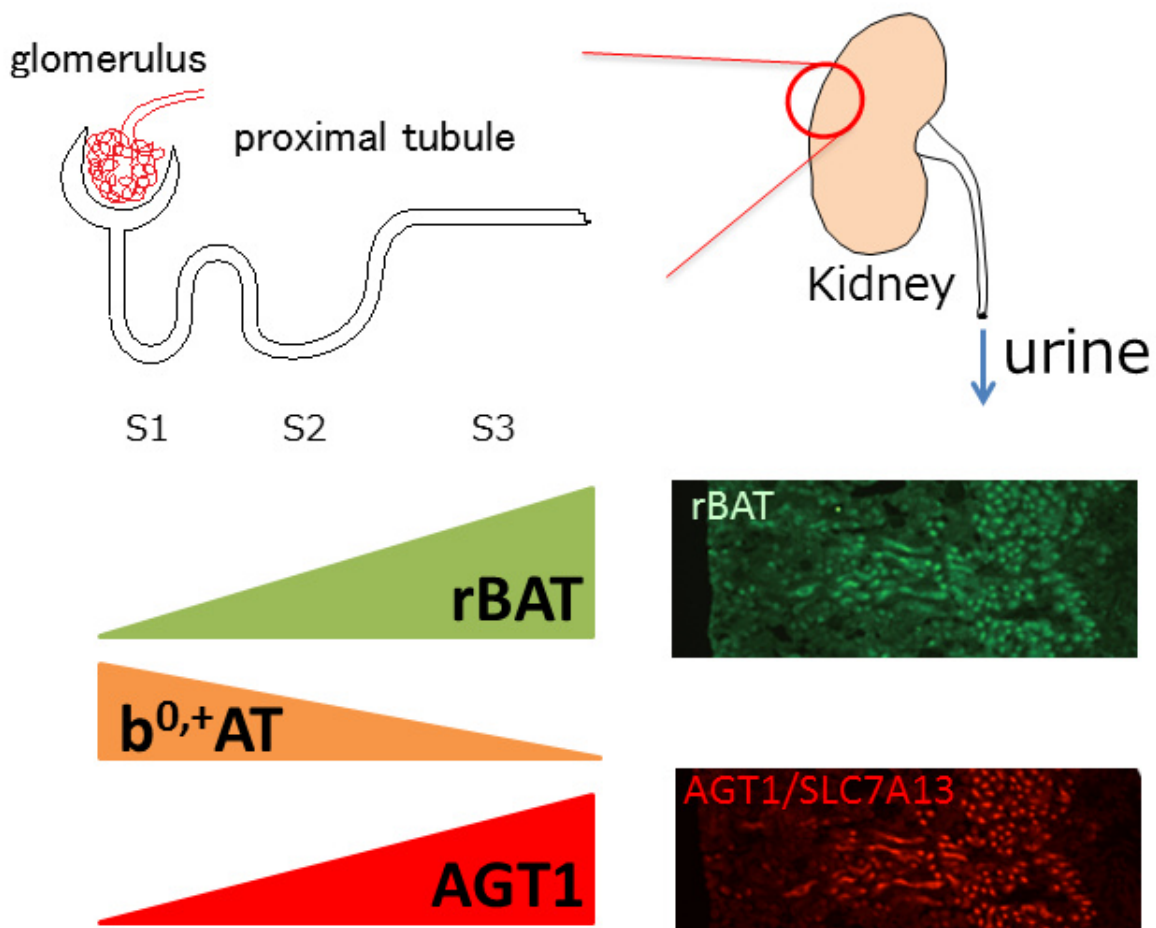 glomerulus
proximal tubule
Kidney
urine
S1 S2 S3
rBAT
rBAT
b⁰,⁺AT
AGT1/SLC7A13
AGT1